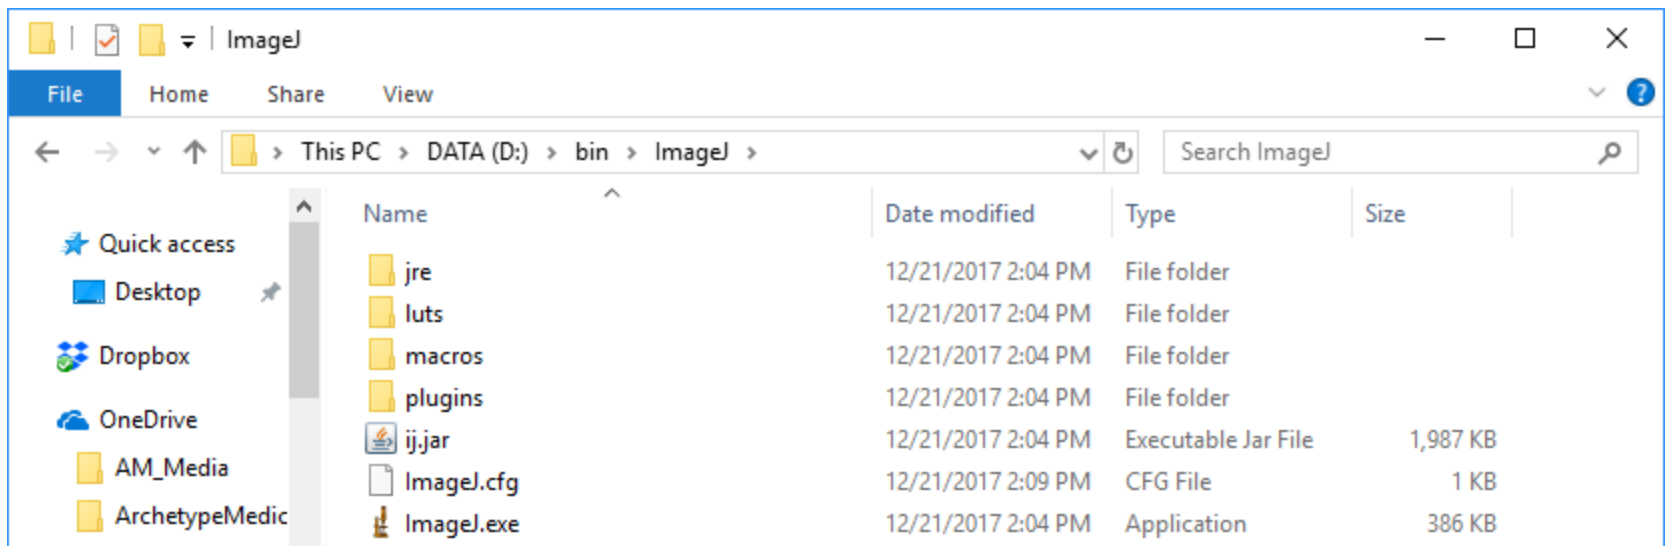 ImageJ
File Home Share View
This PC > DATA (D:) > bin > ImageJ > Search ImageJ
Name Date modified Type Size
Quick access
Desktop
Dropbox
OneDrive
AM_Media
ArchetypeMedic
jre 12/21/2017 2:04 PM File folder
luts 12/21/2017 2:04 PM File folder
macros 12/21/2017 2:04 PM File folder
plugins 12/21/2017 2:04 PM File folder
ij.jar 12/21/2017 2:04 PM Executable Jar File 1,987 KB
ImageJ.cfg 12/21/2017 2:09 PM CFG File 1 KB
ImageJ.exe 12/21/2017 2:04 PM Application 386 KB